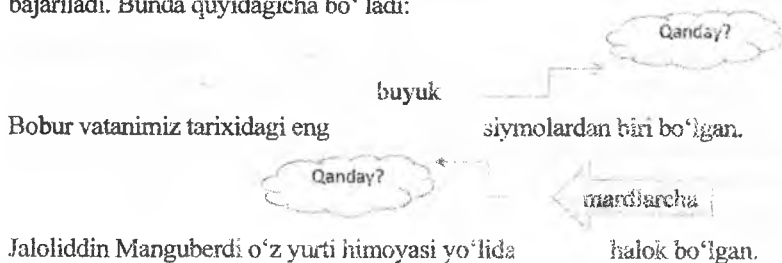 bajariladi. Bunda quyidagicha bo‘ ladi:
Qanday?
buyuk
Bobur vatanimiz tarixidagi eng siymolardan biri bo‘lgan.
Qanday?
mardlarcha
Jaloliddin Manguberdi o‘z yurti himoyasi yo‘lida halok bo‘lgan.